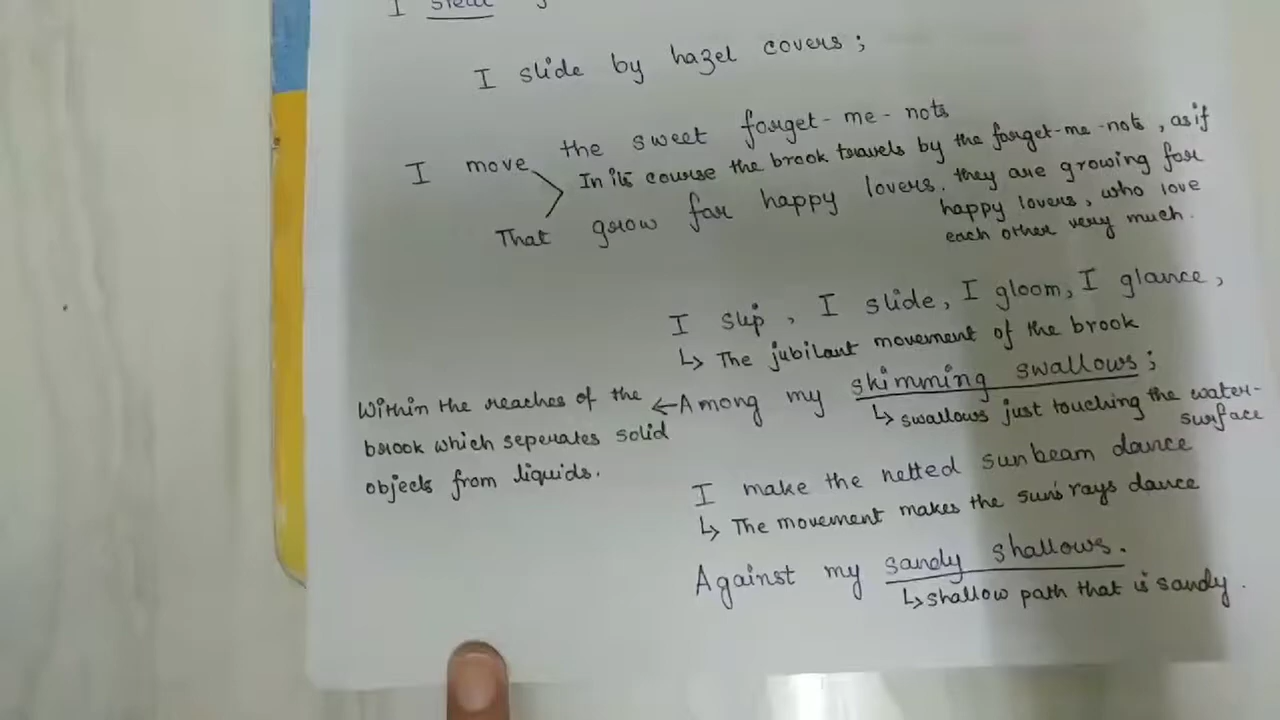 I steal
I slide by hazel covers;
I move the sweet forget-me-nots
In its course the brook travels by the forget-me-nots, as if
they are growing for
happy lovers, who love
each other very much.
That grow for happy lovers.
I slip, I slide, I gloom, I glance,
↳ The jubilant movement of the brook
Among my skimming swallows;
↳ swallows just touching the water-
surface
Within the reaches of the
brook which seperates solid
objects from liquids.
I make the netted sunbeam dance
↳ The movement makes the sun's rays dance
Against my sandy shallows.
↳ shallow path that is sandy.